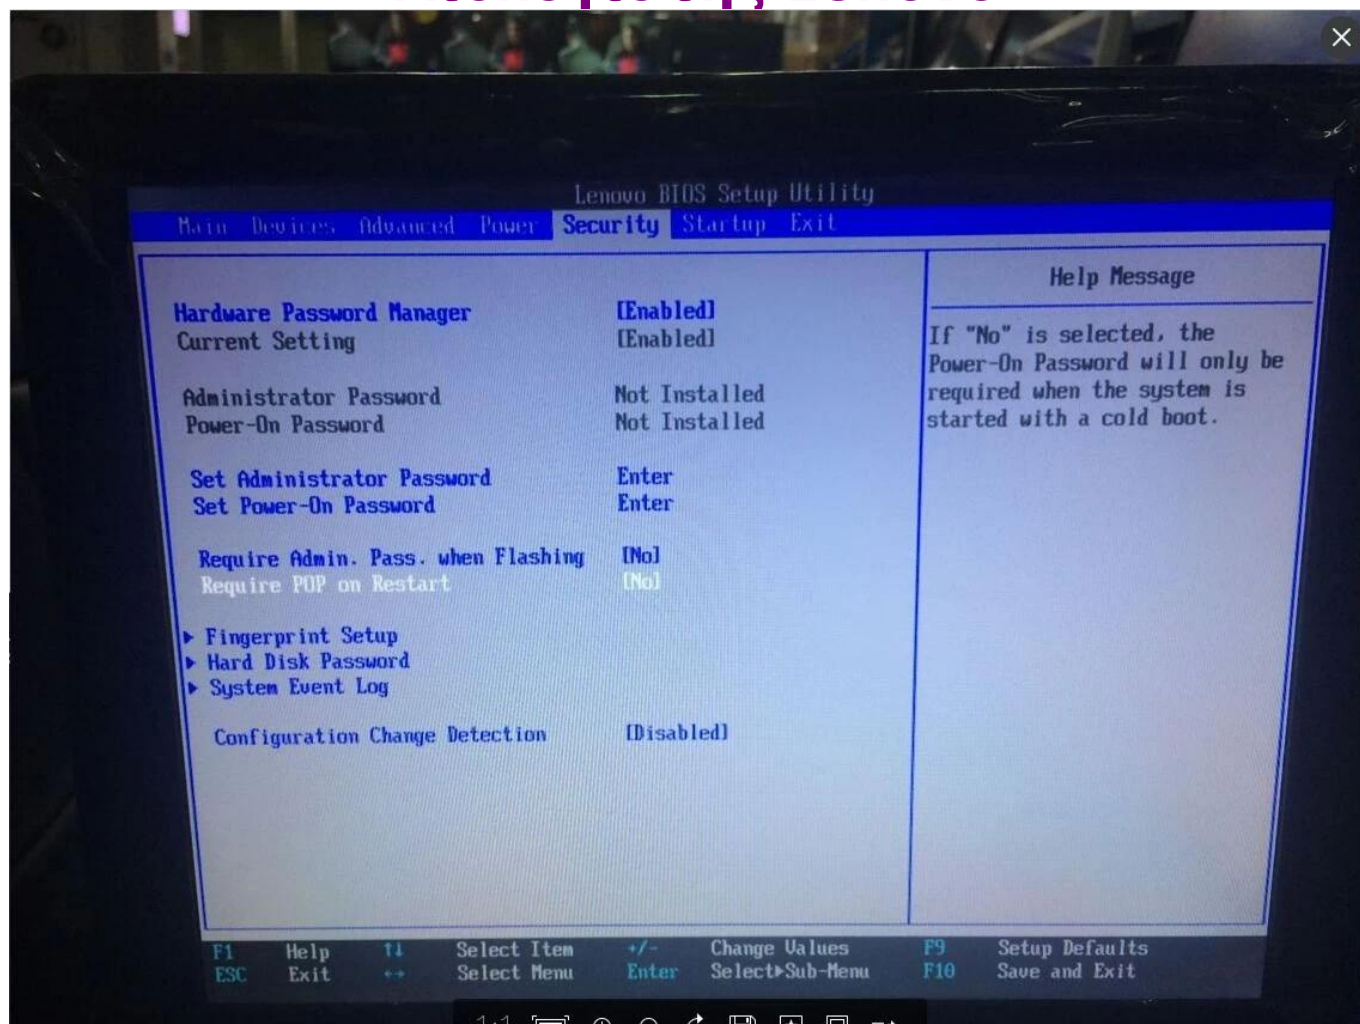 Lenovo BIOS Setup Utility
Main Devices Advanced Power Security Startup Exit
Hardware Password Manager [Enabled]
Current Setting [Enabled]
Administrator Password Not Installed
Power-On Password Not Installed
Set Administrator Password Enter
Set Power-On Password Enter
Require Admin. Pass. when Flashing [No]
Require POP on Restart [No]
Fingerprint Setup
Hard Disk Password
System Event Log
Configuration Change Detection [Disabled]
Help Message
If "No" is selected, the
Power-On Password will only be
required when the system is
started with a cold boot.
F1 Help ↑↓ Select Item +/- Change Values F9 Setup Defaults
ESC Exit ↔ Select Menu Enter Select▶Sub-Menu F10 Save and Exit
1:1